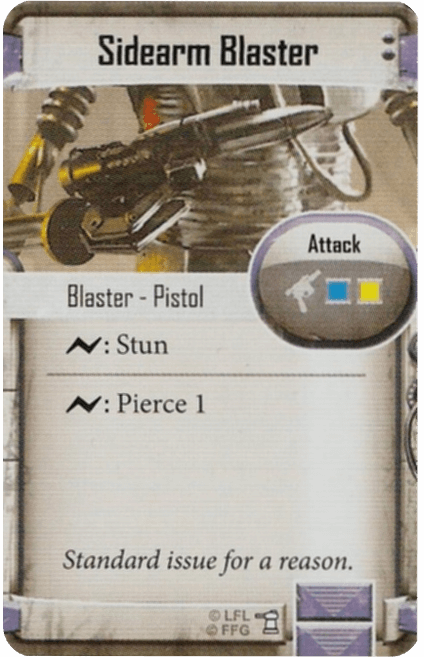 Sidearm Blaster
Attack
Blaster - Pistol
: Stun
: Pierce 1
Standard issue for a reason.
© LFL
© FFG